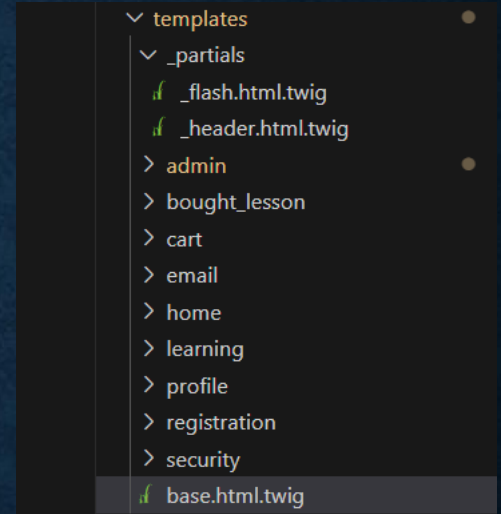 templates
_partials
_flash.html.twig
_header.html.twig
admin
bought_lesson
cart
email
home
learning
profile
registration
security
base.html.twig